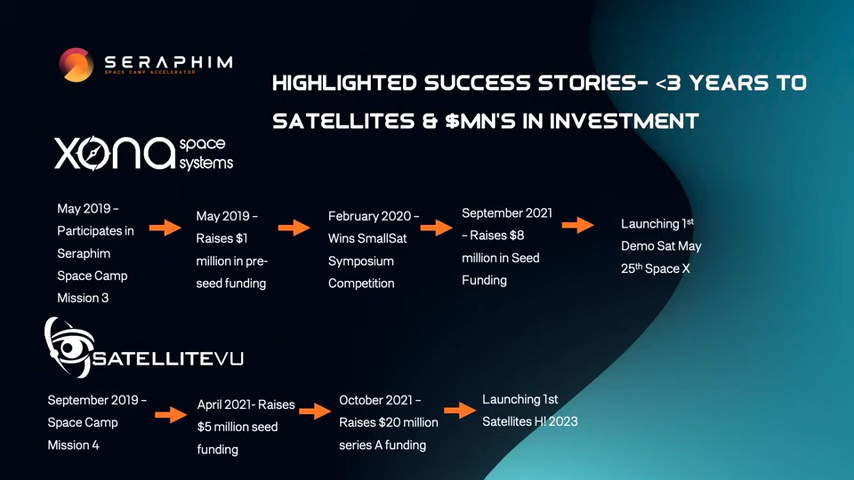 SERAPHIM
SPACE CAMP ACCELERATOR
HIGHLIGHTED SUCCESS STORIES- <3 YEARS TO
SATELLITES & $MN'S IN INVESTMENT
xona space
systems
May 2019 –
Participates in
Seraphim
Space Camp
Mission 3
May 2019 –
Raises $1
million in pre-
seed funding
February 2020 –
Wins SmallSat
Symposium
Competition
September 2021
– Raises $8
million in Seed
Funding
Launching 1st
Demo Sat May
25th Space X
SATELLITEVU
September 2019 –
Space Camp
Mission 4
April 2021- Raises
$5 million seed
funding
October 2021 –
Raises $20 million
series A funding
Launching 1st
Satellites H! 2023